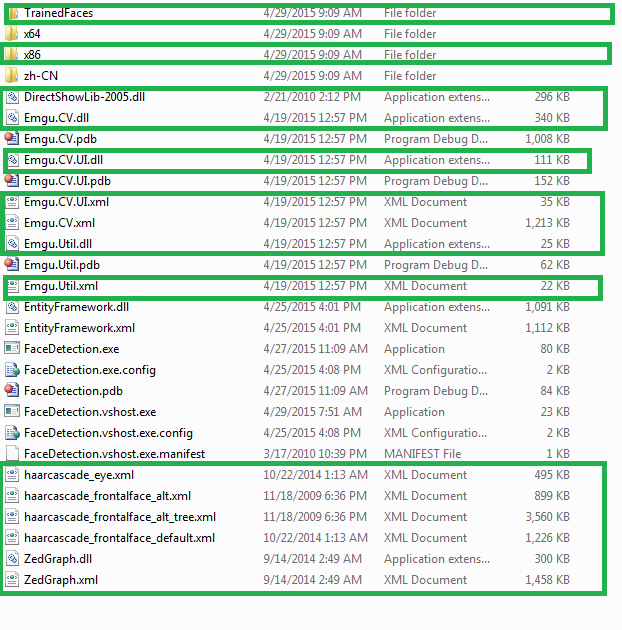 TrainedFaces 4/29/2015 9:09 AM File folder
x64 4/29/2015 9:09 AM File folder
x86 4/29/2015 9:09 AM File folder
zh-CN 4/29/2015 9:09 AM File folder
DirectShowLib-2005.dll 2/21/2010 2:12 PM Application extens... 296 KB
Emgu.CV.dll 4/19/2015 12:57 PM Application extens... 340 KB
Emgu.CV.pdb 4/19/2015 12:57 PM Program Debug D... 1,008 KB
Emgu.CV.UI.dll 4/19/2015 12:57 PM Application extens... 111 KB
Emgu.CV.UI.pdb 4/19/2015 12:57 PM Program Debug D... 152 KB
Emgu.CV.UI.xml 4/19/2015 12:57 PM XML Document 35 KB
Emgu.CV.xml 4/19/2015 12:57 PM XML Document 1,213 KB
Emgu.Util.dll 4/19/2015 12:57 PM Application extens... 25 KB
Emgu.Util.pdb 4/19/2015 12:57 PM Program Debug D... 62 KB
Emgu.Util.xml 4/19/2015 12:57 PM XML Document 22 KB
EntityFramework.dll 4/25/2015 4:01 PM Application extens... 1,091 KB
EntityFramework.xml 4/25/2015 4:01 PM XML Document 1,112 KB
FaceDetection.exe 4/27/2015 11:09 AM Application 80 KB
FaceDetection.exe.config 4/25/2015 4:08 PM XML Configuratio... 2 KB
FaceDetection.pdb 4/27/2015 11:09 AM Program Debug D... 84 KB
FaceDetection.vshost.exe 4/29/2015 7:51 AM Application 23 KB
FaceDetection.vshost.exe.config 4/25/2015 4:08 PM XML Configuratio... 2 KB
FaceDetection.vshost.exe.manifest 3/17/2010 10:39 PM MANIFEST File 1 KB
haarcascade_eye.xml 10/22/2014 1:13 AM XML Document 495 KB
haarcascade_frontalface_alt.xml 11/18/2009 6:36 PM XML Document 899 KB
haarcascade_frontalface_alt_tree.xml 11/18/2009 6:36 PM XML Document 3,560 KB
haarcascade_frontalface_default.xml 10/22/2014 1:13 AM XML Document 1,226 KB
ZedGraph.dll 9/14/2014 2:49 AM Application extens... 300 KB
ZedGraph.xml 9/14/2014 2:49 AM XML Document 1,458 KB